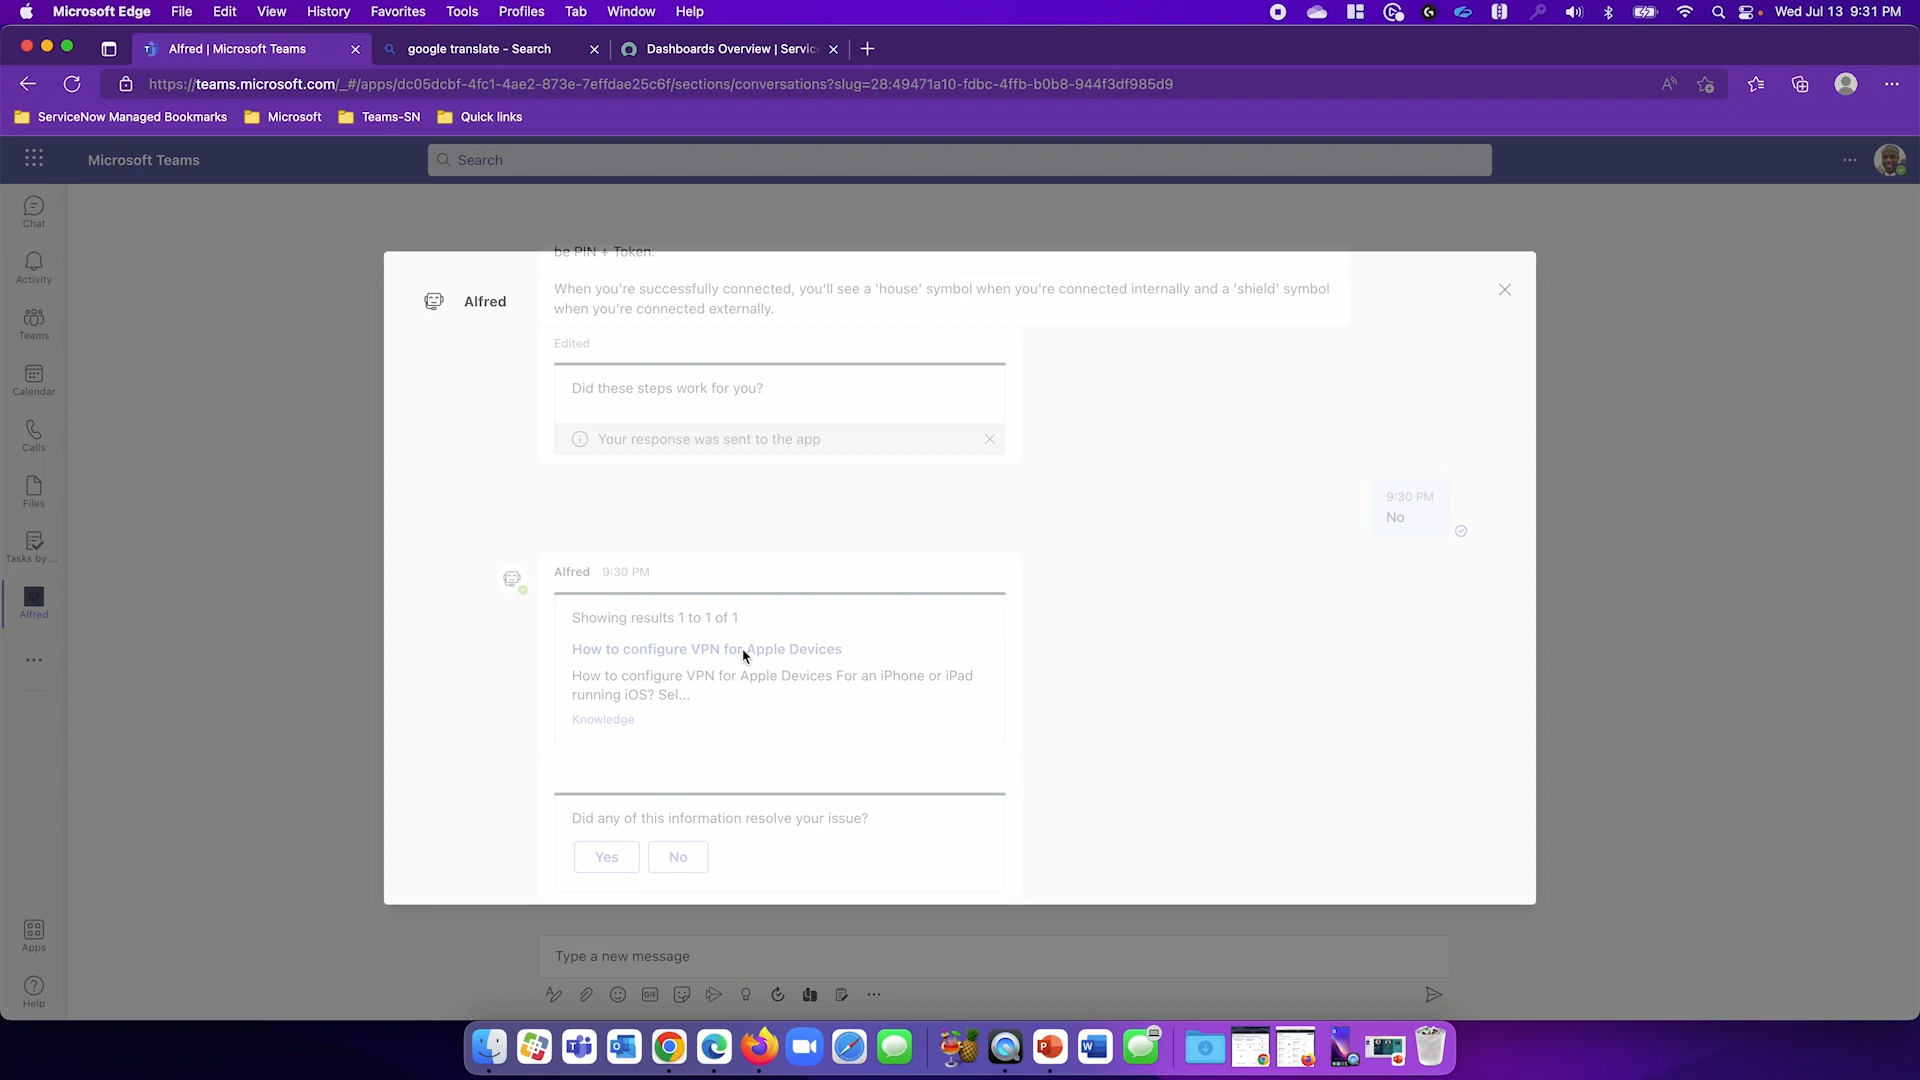 Microsoft Edge File Edit View History Favorites Tools Profiles Tab Window Help Wed Jul 13 9:31 PM
Alfred | Microsoft Teams google translate - Search Dashboards Overview | Servic
https://teams.microsoft.com/_#/apps/dc05dcbf-4fc1-4ae2-873e-7effdae25c6f/sections/conversations?slug=28:49471a10-fdbc-4ffb-b0b8-944f3df985d9
ServiceNow Managed Bookmarks Microsoft Teams-SN Quick links
Microsoft Teams Search
Chat
Activity
Teams
Calendar
Calls
Files
Tasks by ...
Alfred
Apps
Help
be PIN + Token.
Alfred
When you're successfully connected, you'll see a 'house' symbol when you're connected internally and a 'shield' symbol
when you're connected externally.
Edited
Did these steps work for you?
Your response was sent to the app
9:30 PM
No
Alfred 9:30 PM
Showing results 1 to 1 of 1
How to configure VPN for Apple Devices
How to configure VPN for Apple Devices For an iPhone or iPad
running iOS? Sel...
Knowledge
Did any of this information resolve your issue?
Yes No
Type a new message
GIF